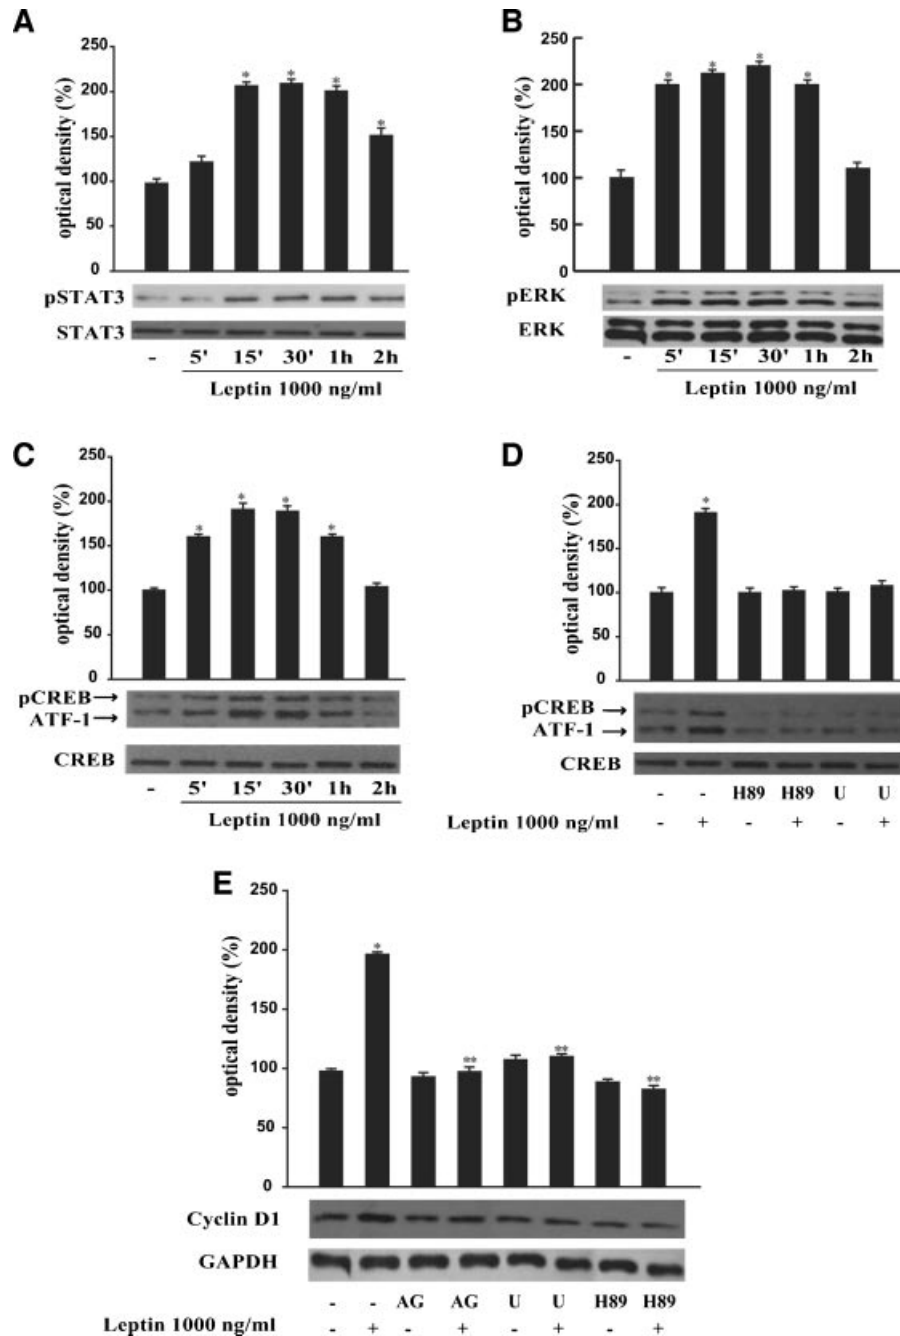 A
optical density (%)
250
200
150
100
50
0
* * * *
pSTAT3
STAT3
- 5' 15' 30' 1h 2h
Leptin 1000 ng/ml
B
optical density (%)
250
200
150
100
50
0
* * * *
pERK
ERK
- 5' 15' 30' 1h 2h
Leptin 1000 ng/ml
C
optical density (%)
250
200
150
100
50
0
* * * *
pCREB→
ATF-1→
CREB
- 5' 15' 30' 1h 2h
Leptin 1000 ng/ml
D
optical density (%)
250
200
150
100
50
0
*
pCREB→
ATF-1→
CREB
- - H89 H89 U U
Leptin 1000 ng/ml - + - + - +
E
optical density (%)
250
200
150
100
50
0
* ** ** **
Cyclin D1
GAPDH
- - AG AG U U H89 H89
Leptin 1000 ng/ml - + - + - + - +